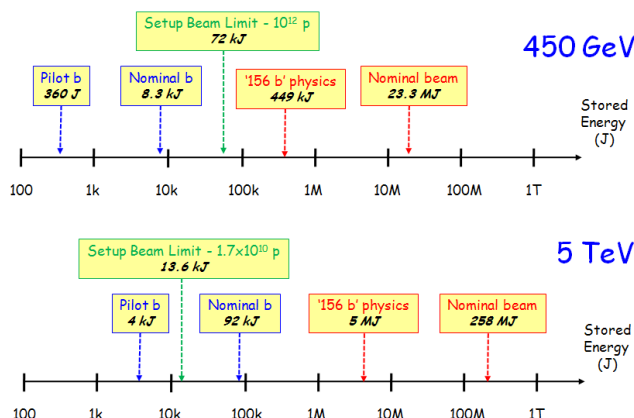 Setup Beam Limit - 10¹² p
72 kJ
450 GeV
Pilot b
360 J
Nominal b
8.3 kJ
'156 b' physics
449 kJ
Nominal beam
23.3 MJ
Stored
Energy
(J)
100 1k 10k 100k 1M 10M 100M 1T
Setup Beam Limit - 1.7x10¹⁰ p
13.6 kJ
5 TeV
Pilot b
4 kJ
Nominal b
92 kJ
'156 b' physics
5 MJ
Nominal beam
258 MJ
Stored
Energy
(J)
100 1k 10k 100k 1M 10M 100M 1T